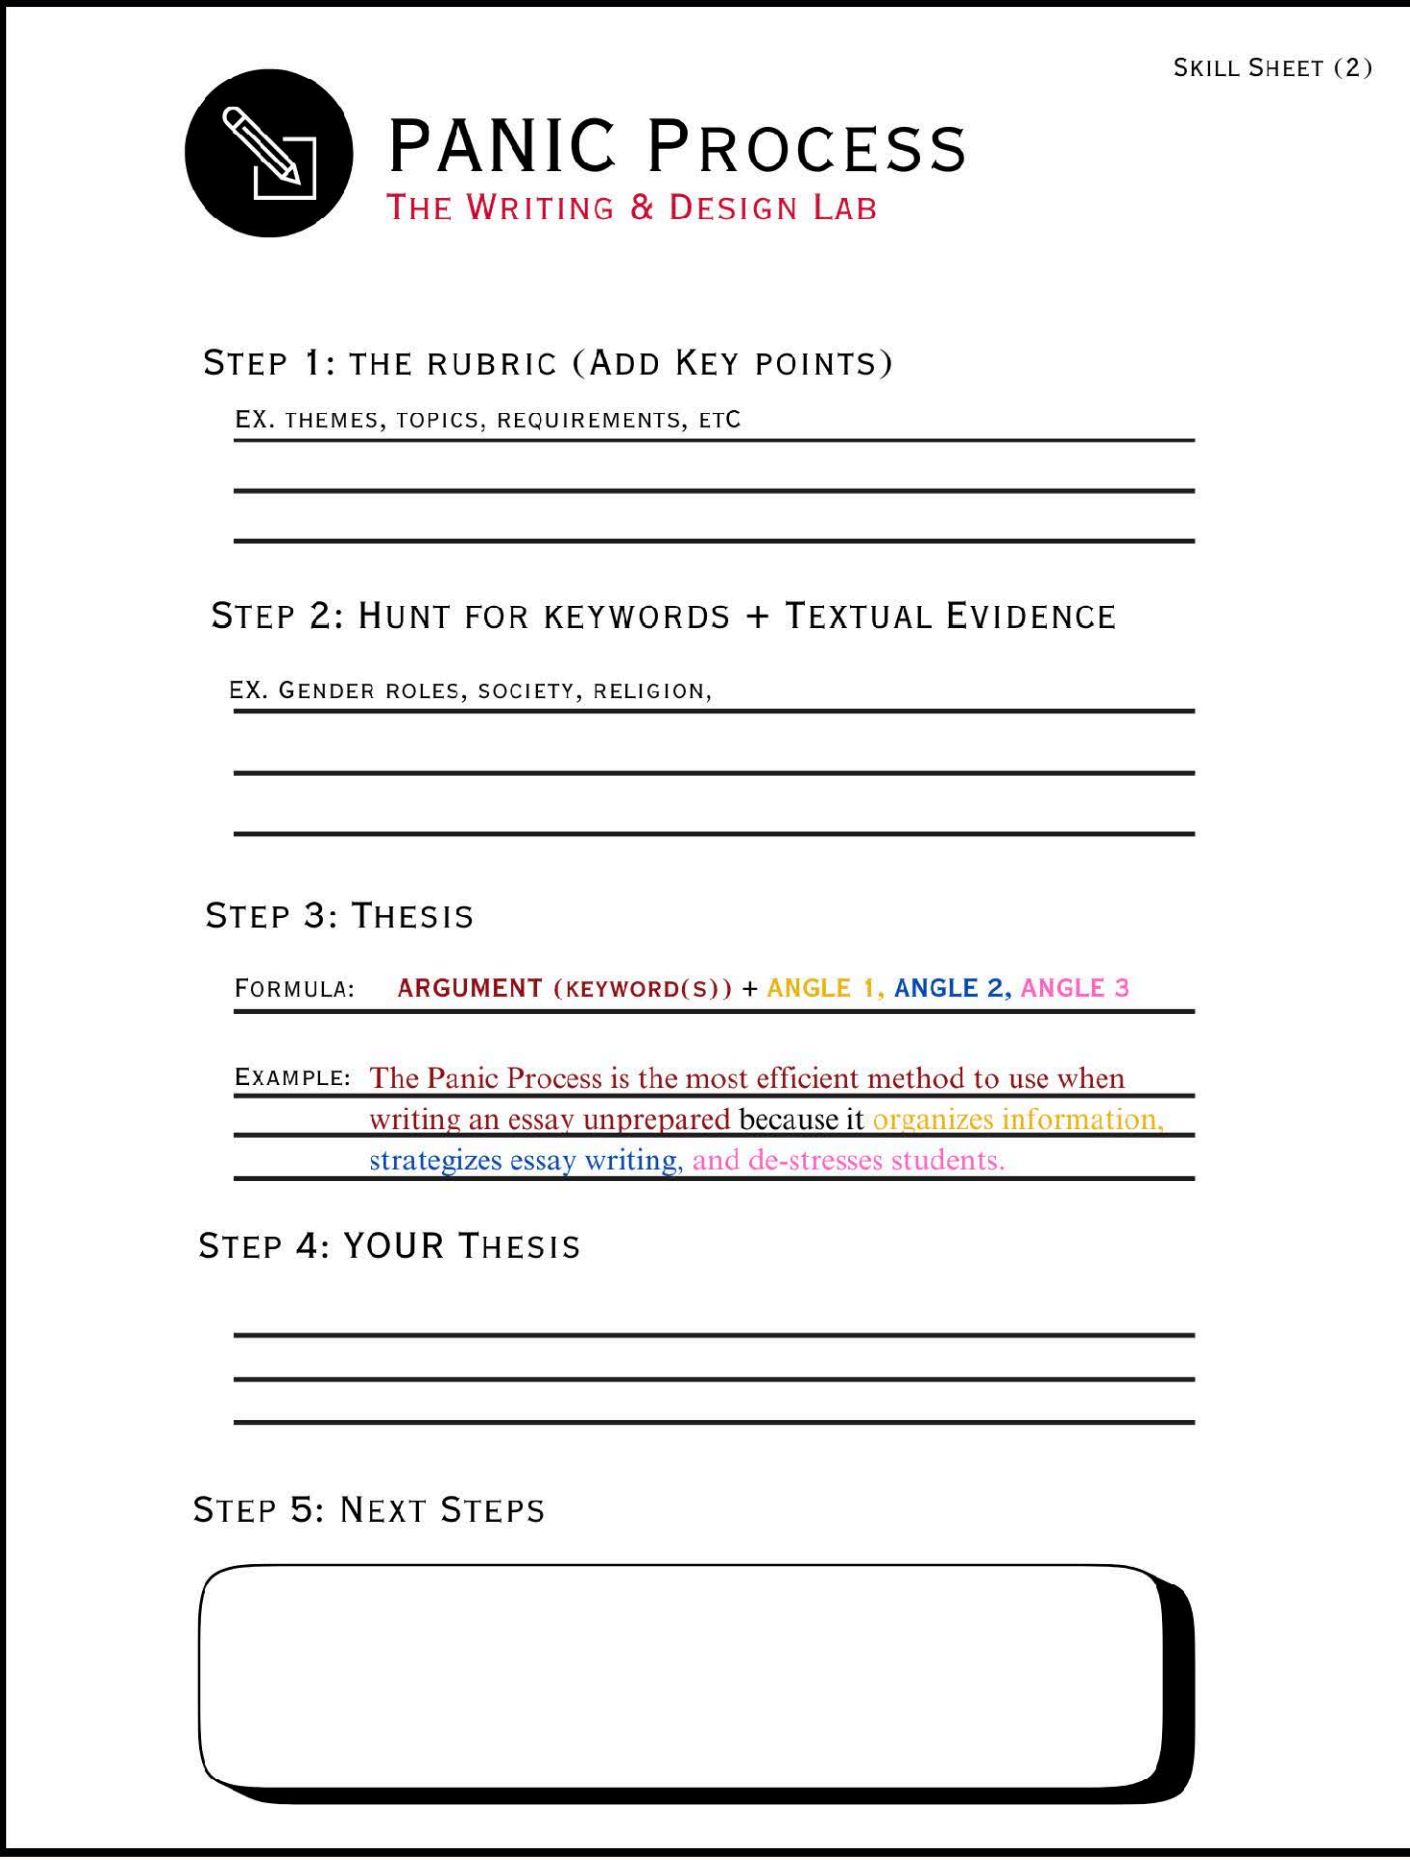 SKILL SHEET (2)
PANIC PROCESS
THE WRITING & DESIGN LAB
STEP 1: THE RUBRIC (ADD KEY POINTS)
EX. THEMES, TOPICS, REQUIREMENTS, ETC
STEP 2: HUNT FOR KEYWORDS + TEXTUAL EVIDENCE
EX. GENDER ROLES, SOCIETY, RELIGION,
STEP 3: THESIS
FORMULA: ARGUMENT (KEYWORD(S)) + ANGLE 1, ANGLE 2, ANGLE 3
EXAMPLE: The Panic Process is the most efficient method to use when
writing an essay unprepared because it organizes information,
strategizes essay writing, and de-stresses students.
STEP 4: YOUR THESIS
STEP 5: NEXT STEPS